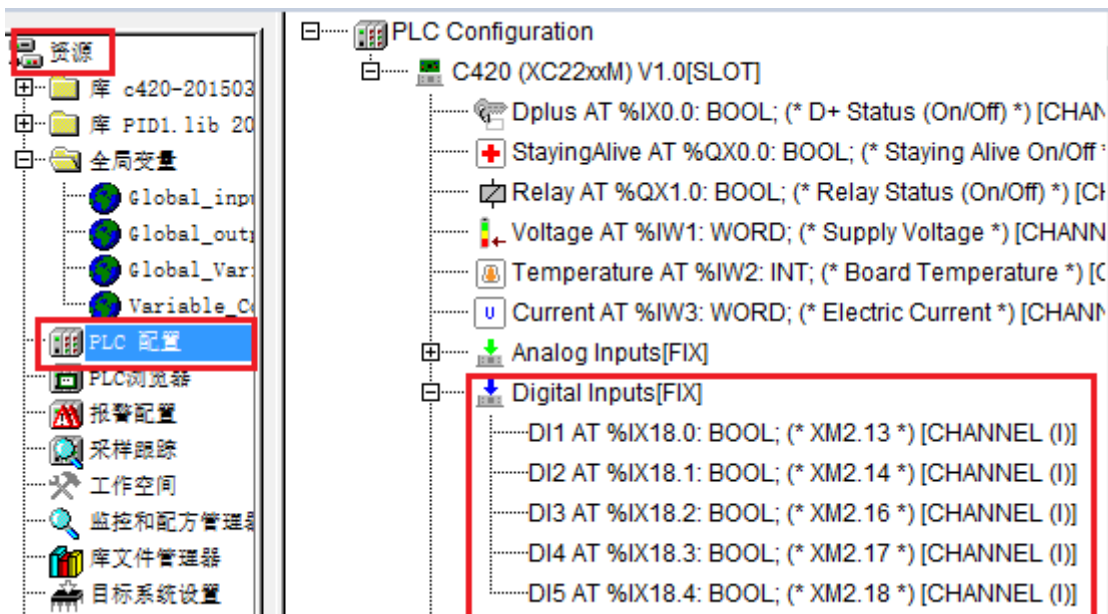 资源
库 c420-201503
库 PID1.lib 20
全局变量
Global_inp
Global_out
Global_Var
Variable_Co
PLC 配置
PLC浏览器
报警配置
采样跟踪
工作空间
监控和配方管理器
库文件管理器
目标系统设置
PLC Configuration
C420 (XC22xxM) V1.0[SLOT]
Dplus AT %IX0.0: BOOL; (* D+ Status (On/Off) *) [CHAN
StayingAlive AT %QX0.0: BOOL; (* Staying Alive On/Off *
Relay AT %QX1.0: BOOL; (* Relay Status (On/Off) *) [CH
Voltage AT %IW1: WORD; (* Supply Voltage *) [CHANN
Temperature AT %IW2: INT; (* Board Temperature *) [C
U Current AT %IW3: WORD; (* Electric Current *) [CHANN
Analog Inputs[FIX]
Digital Inputs[FIX]
DI1 AT %IX18.0: BOOL; (* XM2.13 *) [CHANNEL (I)]
DI2 AT %IX18.1: BOOL; (* XM2.14 *) [CHANNEL (I)]
DI3 AT %IX18.2: BOOL; (* XM2.16 *) [CHANNEL (I)]
DI4 AT %IX18.3: BOOL; (* XM2.17 *) [CHANNEL (I)]
DI5 AT %IX18.4: BOOL; (* XM2.18 *) [CHANNEL (I)]